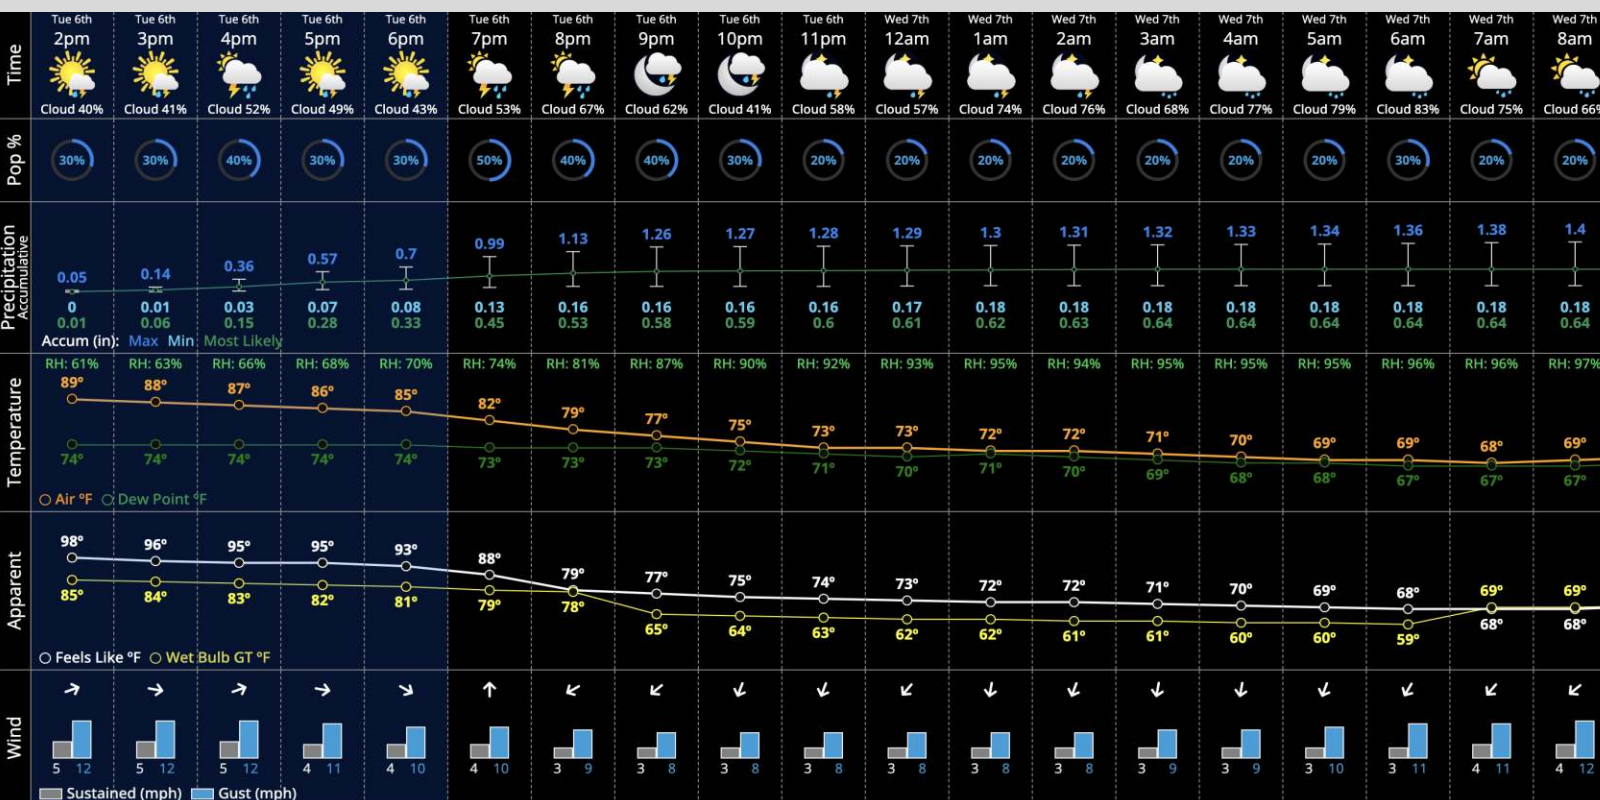 Tue 6th Tue 6th Tue 6th Tue 6th Tue 6th Tue 6th Tue 6th Tue 6th Tue 6th Tue 6th Wed 7th Wed 7th Wed 7th Wed 7th Wed 7th Wed 7th Wed 7th Wed 7th Wed 7th
Time 2pm 3pm 4pm 5pm 6pm 7pm 8pm 9pm 10pm 11pm 12am 1am 2am 3am 4am 5am 6am 7am 8am
Cloud 40% Cloud 41% Cloud 52% Cloud 49% Cloud 43% Cloud 53% Cloud 67% Cloud 62% Cloud 41% Cloud 58% Cloud 57% Cloud 74% Cloud 76% Cloud 68% Cloud 77% Cloud 79% Cloud 83% Cloud 75% Cloud 66%
Pop % 30% 30% 40% 30% 30% 50% 40% 40% 30% 20% 20% 20% 20% 20% 20% 20% 30% 20% 20%
Precipitation
Accumulative
0.05 0.14 0.36 0.57 0.7 0.99 1.13 1.26 1.27 1.28 1.29 1.3 1.31 1.32 1.33 1.34 1.36 1.38 1.4
0 0.01 0.03 0.07 0.08 0.13 0.16 0.16 0.16 0.16 0.17 0.18 0.18 0.18 0.18 0.18 0.18 0.18 0.18
0.01 0.06 0.15 0.28 0.33 0.45 0.53 0.58 0.59 0.6 0.61 0.62 0.63 0.64 0.64 0.64 0.64 0.64 0.64
Accum (in): Max Min Most Likely
RH: 61% RH: 63% RH: 66% RH: 68% RH: 70% RH: 74% RH: 81% RH: 87% RH: 90% RH: 92% RH: 93% RH: 95% RH: 94% RH: 95% RH: 95% RH: 95% RH: 96% RH: 96% RH: 97%
Temperature
89° 88° 87° 86° 85° 82° 79° 77° 75° 73° 73° 72° 72° 71° 70° 69° 69° 68° 69°
74° 74° 74° 74° 74° 73° 73° 73° 72° 71° 70° 71° 70° 69° 68° 68° 67° 67° 67°
Air ºF Dew Point ºF
Apparent
98° 96° 95° 95° 93° 88° 79° 77° 75° 74° 73° 72° 72° 71° 70° 69° 68° 69° 69°
85° 84° 83° 82° 81° 79° 78° 65° 64° 63° 62° 62° 61° 61° 60° 60° 59° 68° 68°
Feels Like ºF Wet Bulb GT ºF
Wind
5 12 5 12 5 12 4 11 4 10 4 10 3 9 3 8 3 8 3 8 3 8 3 8 3 8 3 9 3 9 3 10 3 11 4 11 4 12
Sustained (mph) Gust (mph)